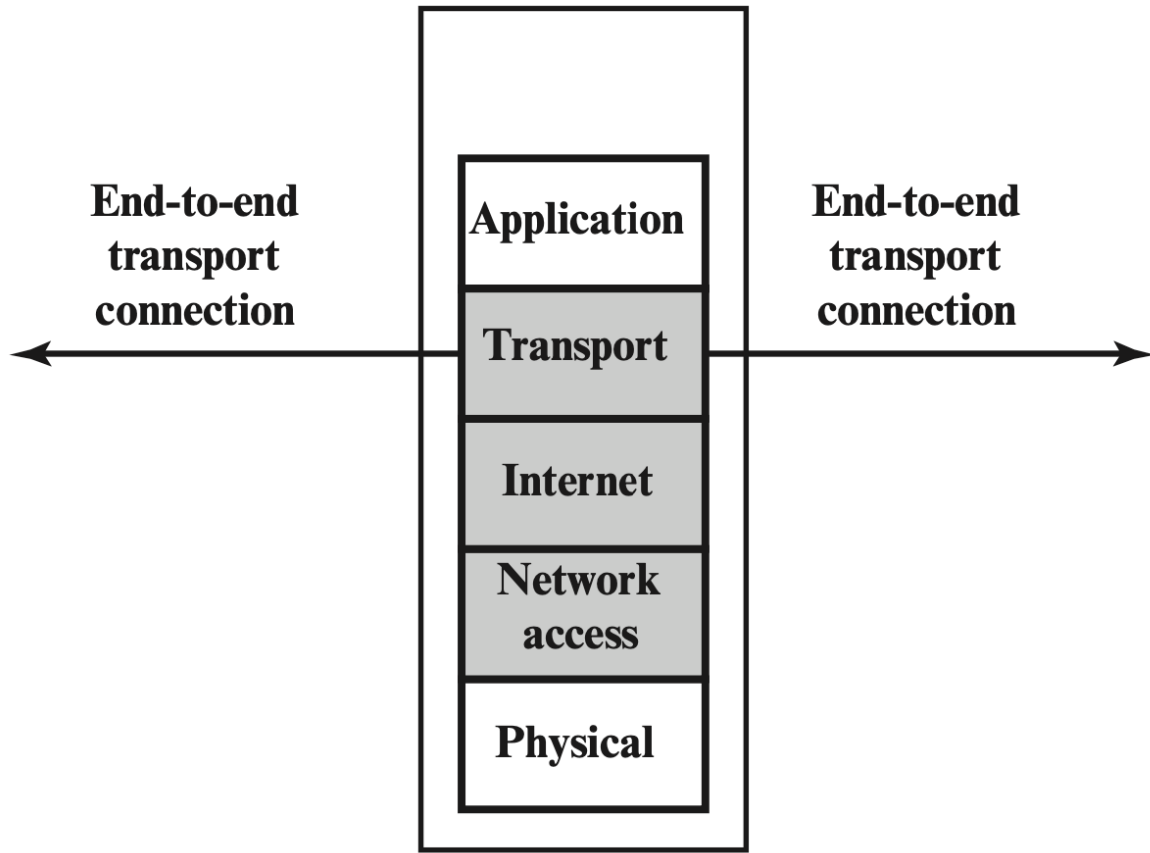 End-to-end
transport
connection
Application
Transport
Internet
Network
access
Physical
End-to-end
transport
connection